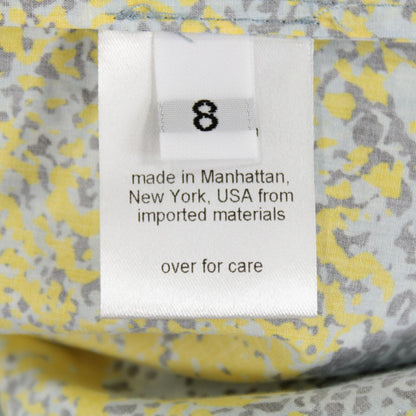 8
made in Manhattan,
New York, USA from
imported materials
over for care